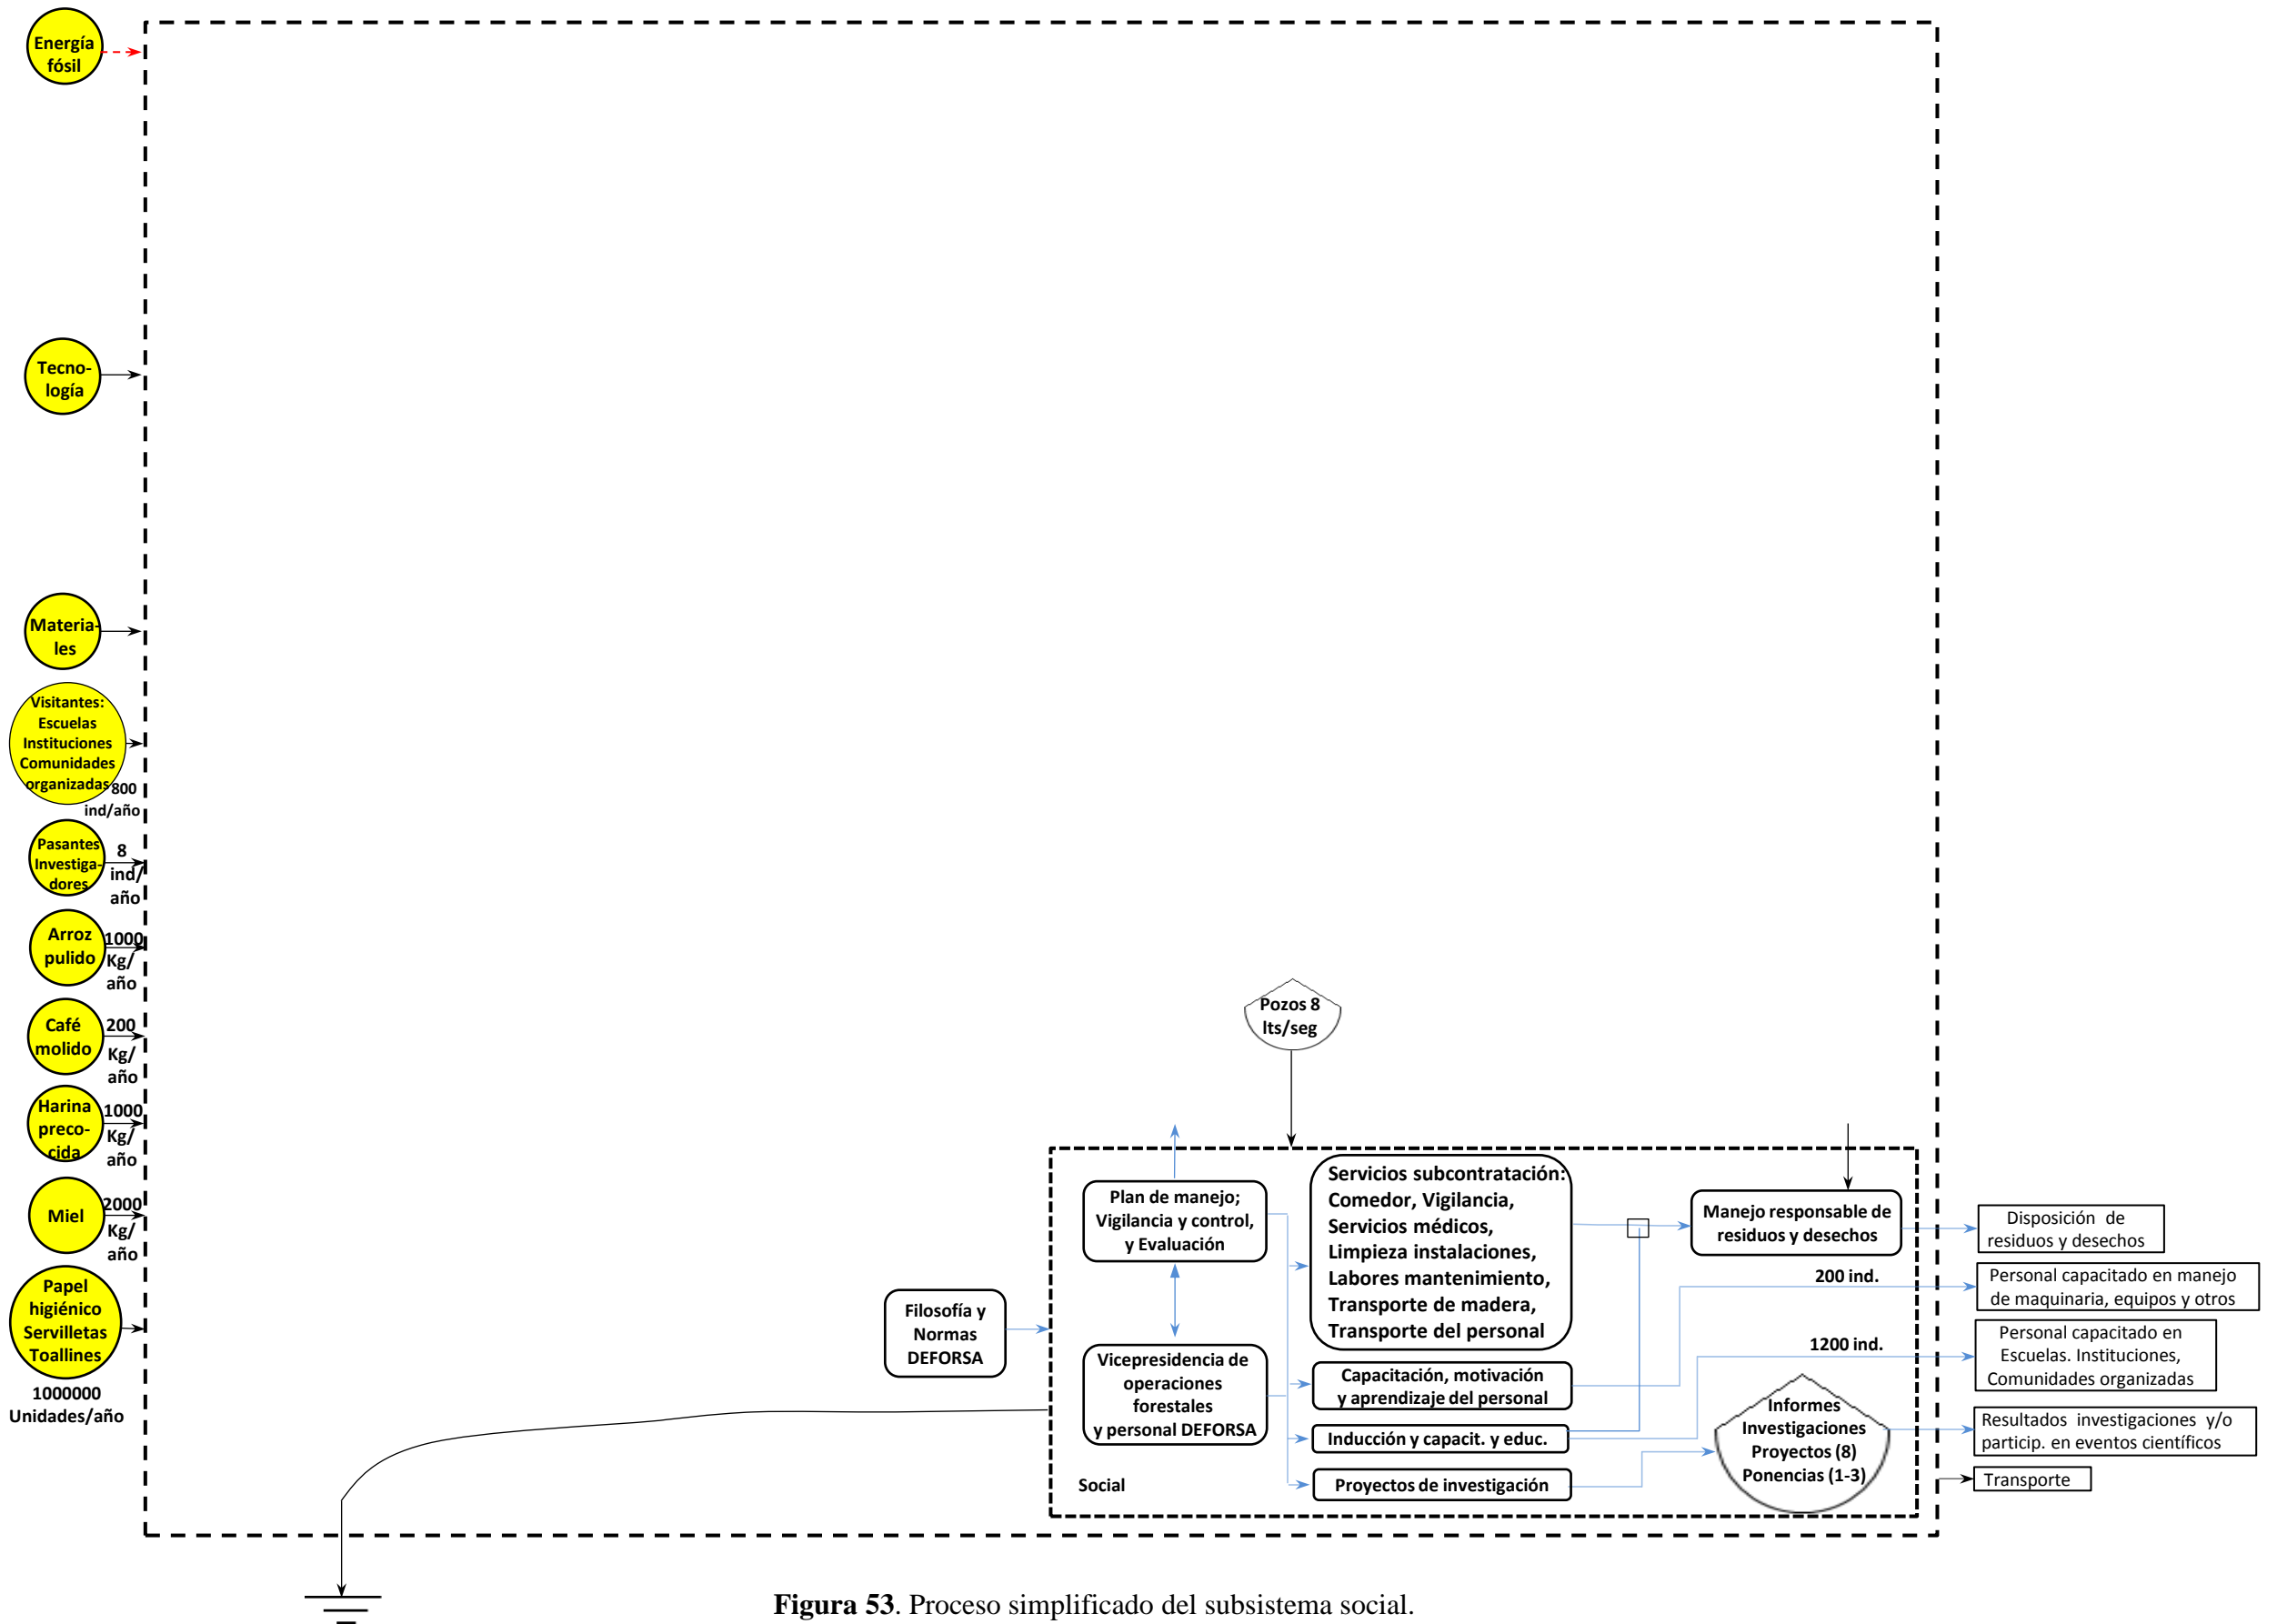 Energía
fósil
Tecno-
logía
Materia-
les
Visitantes:
Escuelas
Instituciones
Comunidades
organizadas
800
ind/año
Pasantes
Investiga-
dores
8
ind/
año
Arroz
pulido
1000
Kg/
año
Café
molido
200
Kg/
año
Harina
preco-
cida
1000
Kg/
año
Miel
2000
Kg/
año
Papel
higiénico
Servilletas
Toallines
1000000
Unidades/año
Pozos 8
lts/seg
Filosofía y
Normas
DEFORSA
Plan de manejo;
Vigilancia y control,
y Evaluación
Vicepresidencia de
operaciones
forestales
y personal DEFORSA
Social
Servicios subcontratación:
Comedor, Vigilancia,
Servicios médicos,
Limpieza instalaciones,
Labores mantenimiento,
Transporte de madera,
Transporte del personal
Capacitación, motivación
y aprendizaje del personal
Inducción y capacit. y educ.
Proyectos de investigación
Manejo responsable de
residuos y desechos
200 ind.
1200 ind.
Informes
Investigaciones
Proyectos (8)
Ponencias (1-3)
Disposición de
residuos y desechos
Personal capacitado en manejo
de maquinaria, equipos y otros
Personal capacitado en
Escuelas. Instituciones,
Comunidades organizadas
Resultados investigaciones y/o
particip. en eventos científicos
Transporte
Figura 53. Proceso simplificado del subsistema social.